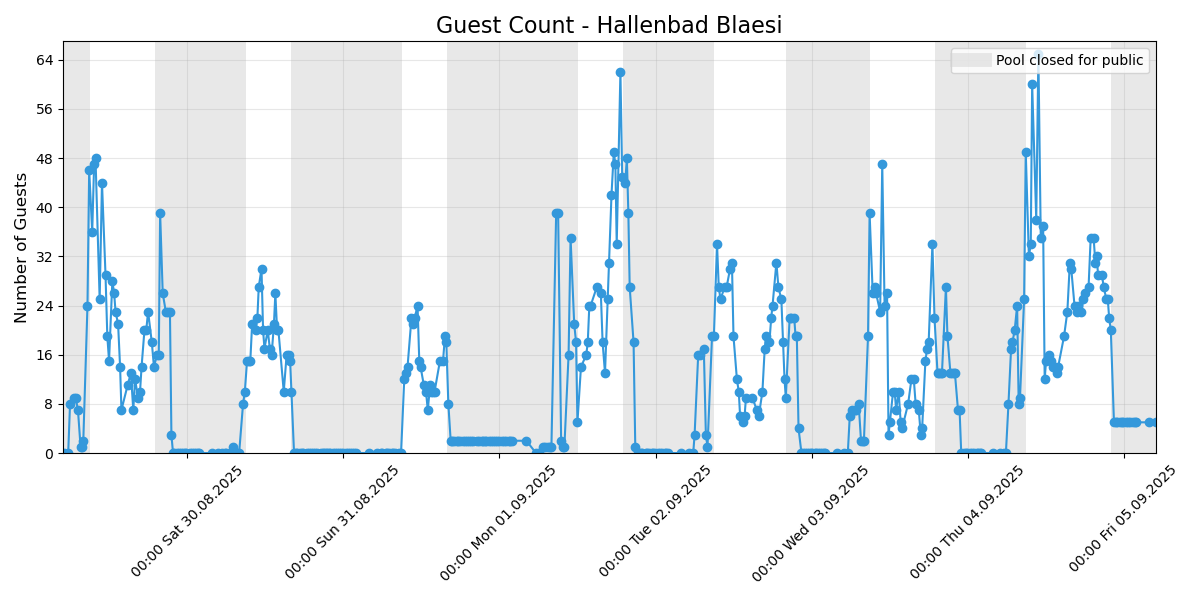 Guest Count - Hallenbad Blaesi
Pool closed for public
Number of Guests
64
56
48
40
32
24
16
8
0
00:00 Sat 30.08.2025
00:00 Sun 31.08.2025
00:00 Mon 01.09.2025
00:00 Tue 02.09.2025
00:00 Wed 03.09.2025
00:00 Thu 04.09.2025
00:00 Fri 05.09.2025